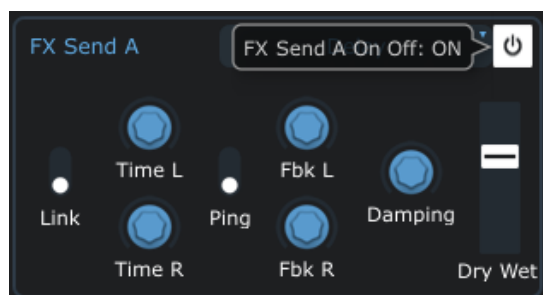 FX Send A
FX Send A On Off: ON
Time L
Fbk L
Link
Ping
Damping
Time R
Fbk R
Dry Wet